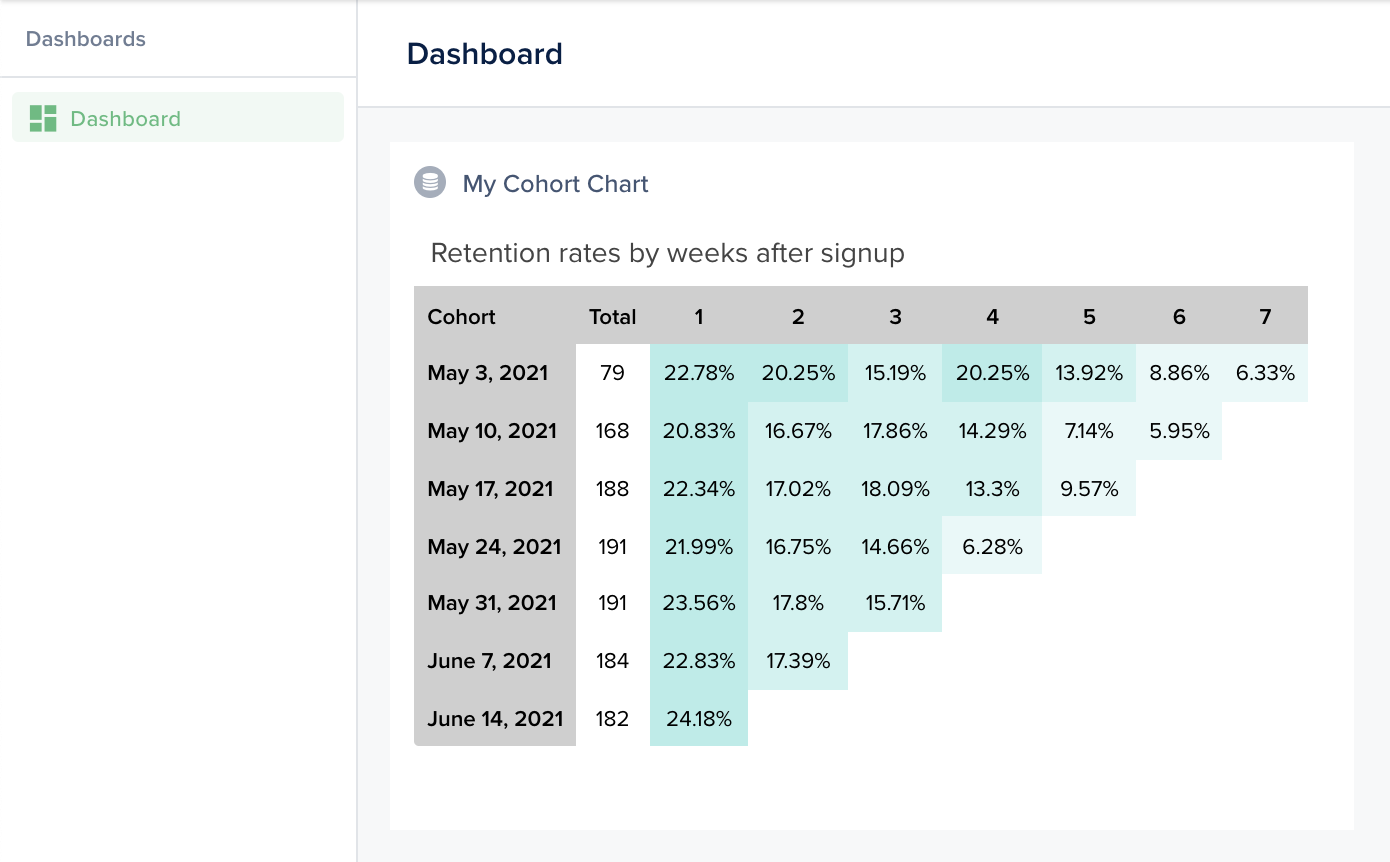 Dashboards
Dashboard
Dashboard
My Cohort Chart
Retention rates by weeks after signup
Cohort Total 1 2 3 4 5 6 7
May 3, 2021 79 22.78% 20.25% 15.19% 20.25% 13.92% 8.86% 6.33%
May 10, 2021 168 20.83% 16.67% 17.86% 14.29% 7.14% 5.95%
May 17, 2021 188 22.34% 17.02% 18.09% 13.3% 9.57%
May 24, 2021 191 21.99% 16.75% 14.66% 6.28%
May 31, 2021 191 23.56% 17.8% 15.71%
June 7, 2021 184 22.83% 17.39%
June 14, 2021 182 24.18%